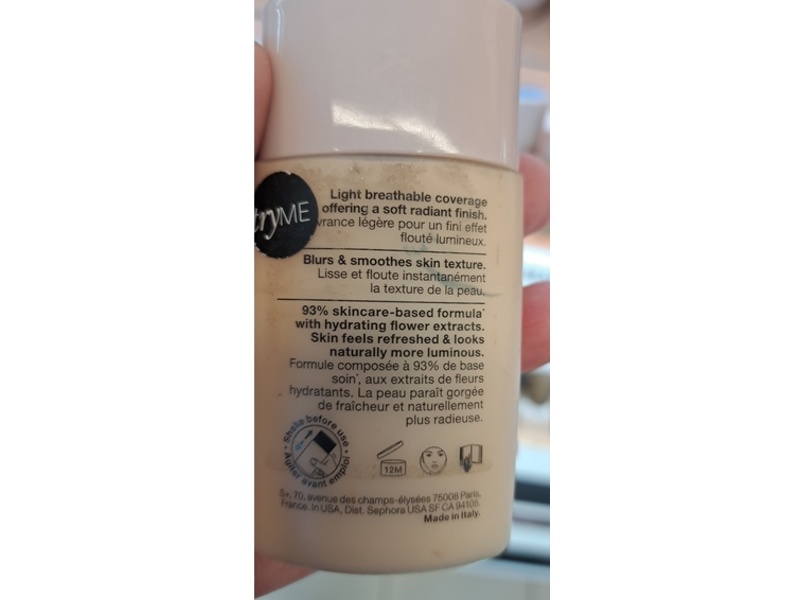 tryME
Light breathable coverage
offering a soft radiant finish.
vrance légère pour un fini effet
flouté lumineux.
Blurs & smoothes skin texture.
Lisse et floute instantanément
la texture de la peau.
93% skincare-based formula*
with hydrating flower extracts.
Skin feels refreshed & looks
naturally more luminous.
Formule composée à 93% de base
soin*, aux extraits de fleurs
hydratants. La peau paraît gorgée
de fraîcheur et naturellement
plus radieuse.
• Shake before use •
Agiter avant emploi
12M
S+, 70, avenue des champs-élysées 75008 Paris,
France. In USA, Dist. Sephora USA SF CA 94105.
Made in Italy.